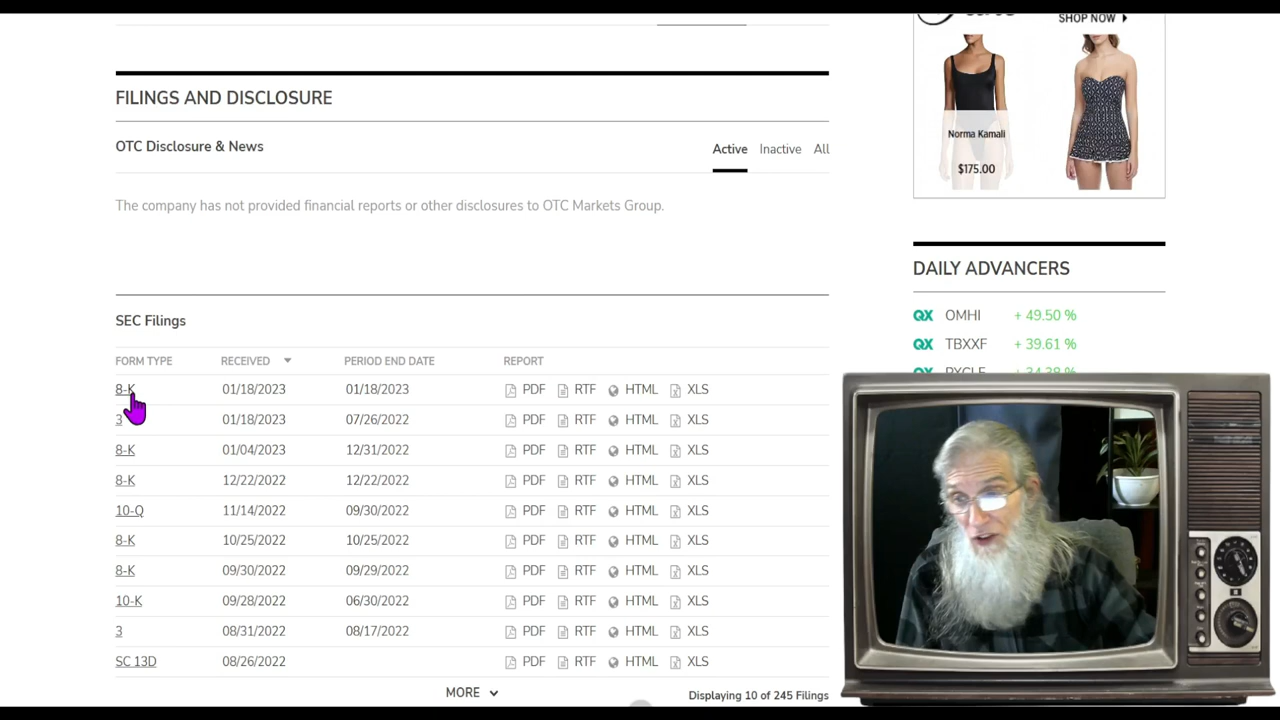 SHOP NOW
FILINGS AND DISCLOSURE
OTC Disclosure & News
Active Inactive All
The company has not provided financial reports or other disclosures to OTC Markets Group.
Norma Kamali
$175.00
SEC Filings
FORM TYPE RECEIVED PERIOD END DATE REPORT
8-K 01/18/2023 01/18/2023 PDF RTF HTML XLS
3 01/18/2023 07/26/2022 PDF RTF HTML XLS
8-K 01/04/2023 12/31/2022 PDF RTF HTML XLS
8-K 12/22/2022 12/22/2022 PDF RTF HTML XLS
10-Q 11/14/2022 09/30/2022 PDF RTF HTML XLS
8-K 10/25/2022 10/25/2022 PDF RTF HTML XLS
8-K 09/30/2022 09/29/2022 PDF RTF HTML XLS
10-K 09/28/2022 06/30/2022 PDF RTF HTML XLS
3 08/31/2022 08/17/2022 PDF RTF HTML XLS
SC 13D 08/26/2022 PDF RTF HTML XLS
MORE
Displaying 10 of 245 Filings
DAILY ADVANCERS
QX OMHI + 49.50 %
QX TBXXF + 39.61 %